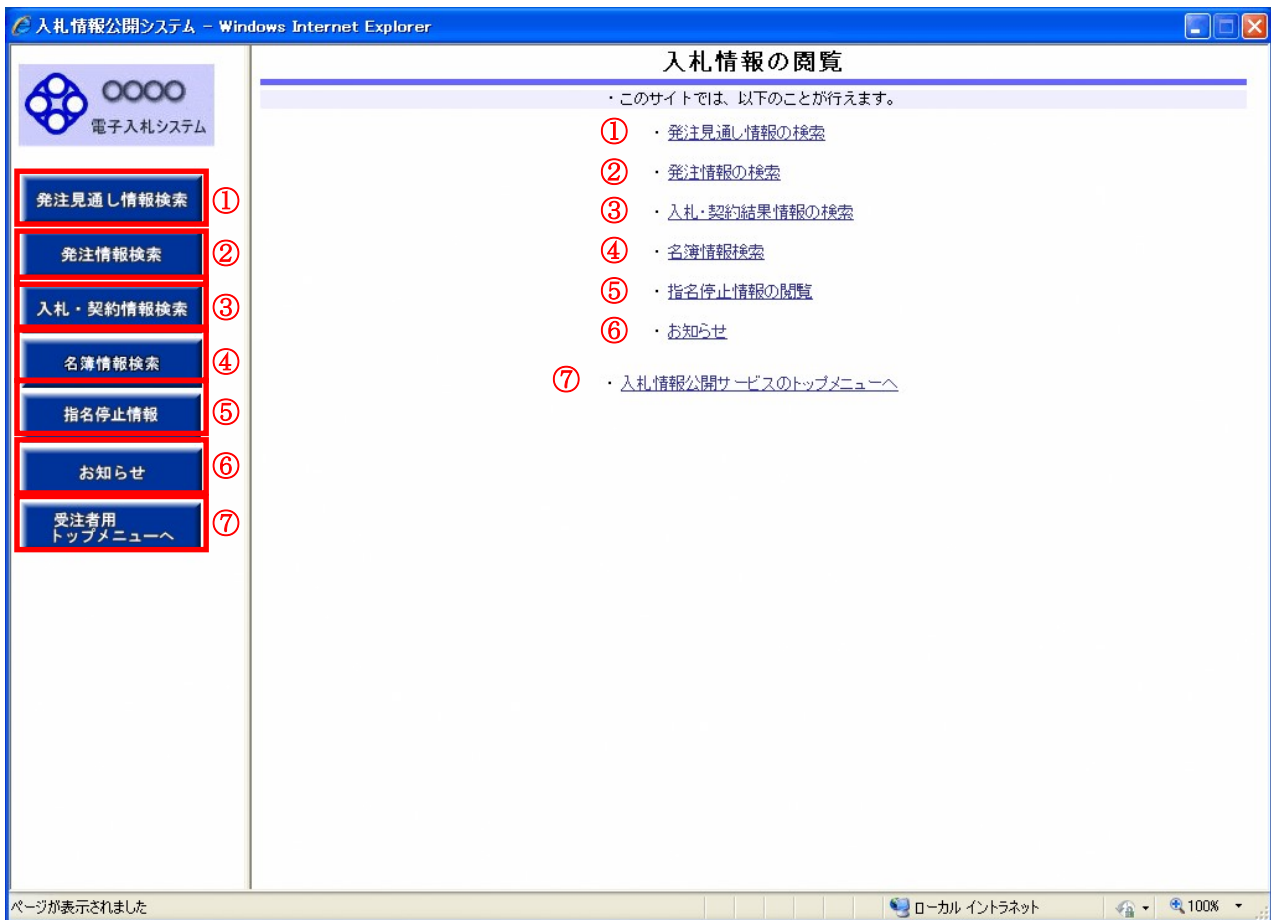 入札情報公開システム - Windows Internet Explorer
〇〇〇〇
電子入札システム
発注見通し情報検索 ①
発注情報検索 ②
入札・契約情報検索 ③
名簿情報検索 ④
指名停止情報 ⑤
お知らせ ⑥
受注者用
トップメニューへ ⑦
入札情報の閲覧
・このサイトでは、以下のことが行えます。
① ・発注見通し情報の検索
② ・発注情報の検索
③ ・入札・契約結果情報の検索
④ ・名簿情報検索
⑤ ・指名停止情報の閲覧
⑥ ・お知らせ
⑦ ・入札情報公開サービスのトップメニューへ
ページが表示されました
ローカル イントラネット
100%